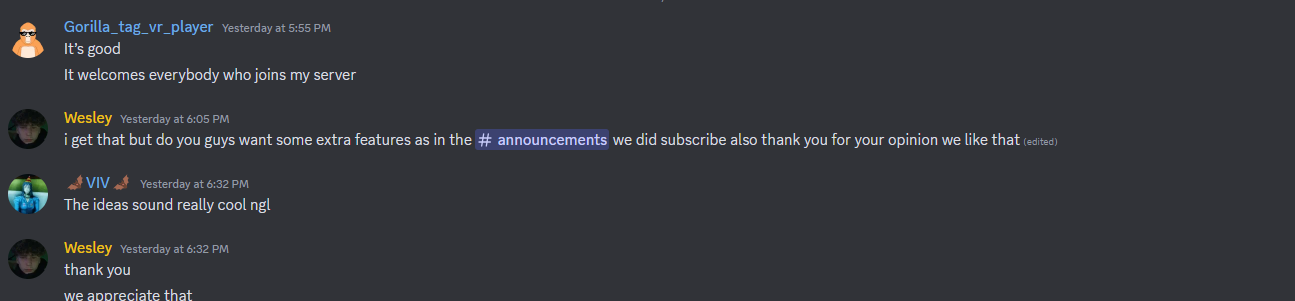 Gorilla_tag_vr_player Yesterday at 5:55 PM
It's good
It welcomes everybody who joins my server
Wesley Yesterday at 6:05 PM
i get that but do you guys want some extra features as in the # announcements we did subscribe also thank you for your opinion we like that (edited)
VIV Yesterday at 6:32 PM
The ideas sound really cool ngl
Wesley Yesterday at 6:32 PM
thank you
we appreciate that